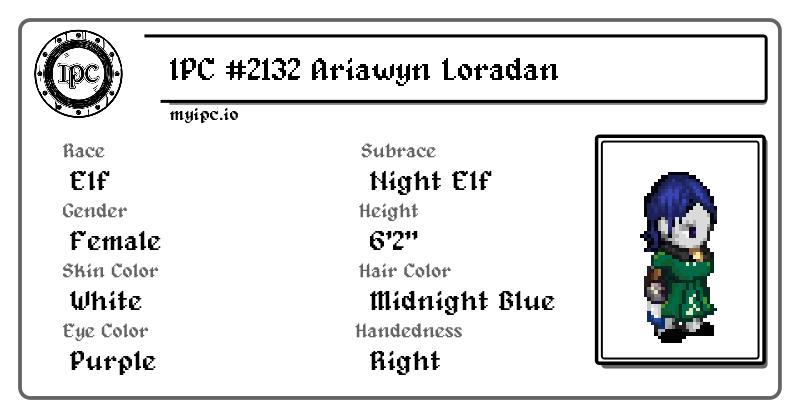 IPC
IPC #2132 Ariawyn Loradan
myipc.io
Race
Elf
Subrace
Night Elf
Gender
Female
Height
6'2"
Skin Color
White
Hair Color
Midnight Blue
Eye Color
Purple
Handedness
Right